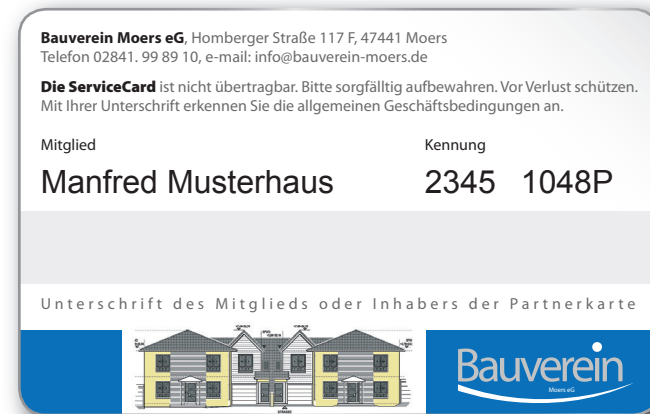 Bauverein Moers eG, Homberger Straße 117 F, 47441 Moers
Telefon 02841. 99 89 10, e-mail: info@bauverein-moers.de
Die ServiceCard ist nicht übertragbar. Bitte sorgfälltig aufbewahren. Vor Verlust schützen.
Mit Ihrer Unterschrift erkennen Sie die allgemeinen Geschäftsbedingungen an.
Mitglied Kennung
Manfred Musterhaus 2345 1048P
Unterschrift des Mitglieds oder Inhabers der Partnerkarte
Bauverein
Moers eG